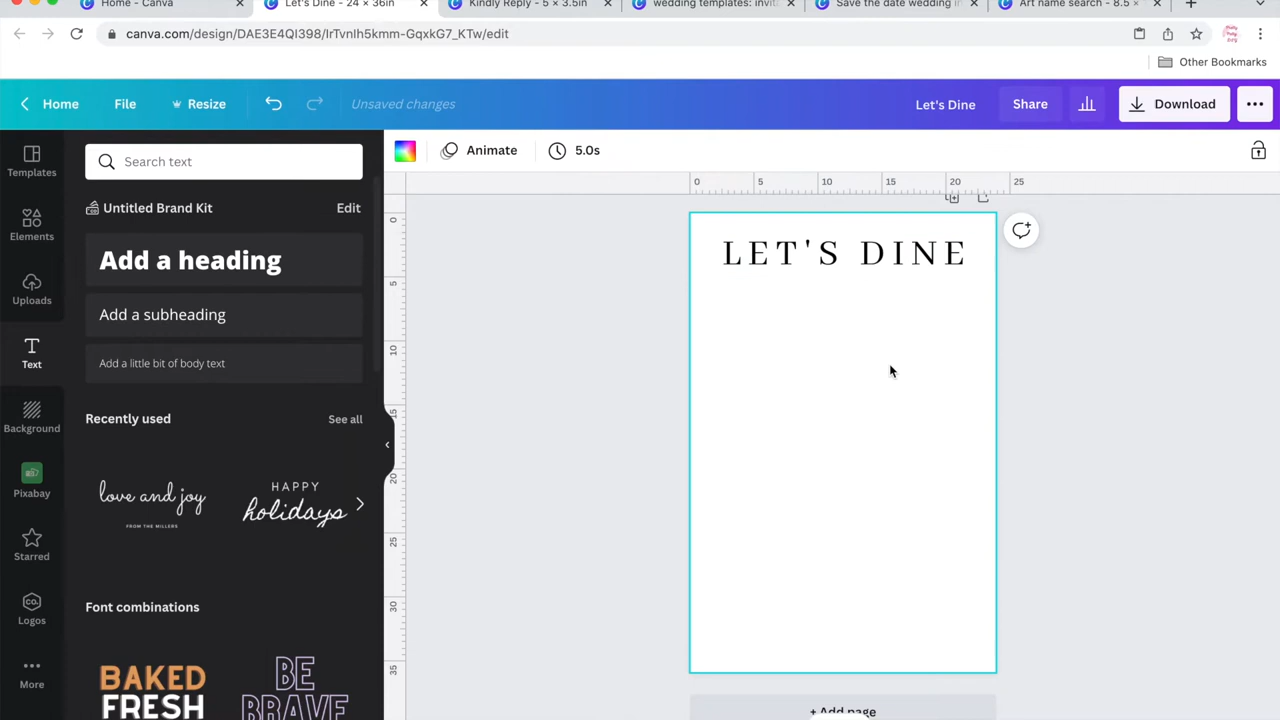 Home - Canva
Let's Dine - 24 × 36in
Kindly Reply - 5 × 3.5in
wedding templates: invit
Save the date wedding in
Art name search - 8.5 ×
canva.com/design/DAE3E4QI398/IrTvnIh5kmm-GqxkG7_KTw/edit
Other Bookmarks
Home
File
Resize
Unsaved changes
Let's Dine
Share
Download
Templates
Elements
Uploads
Text
Background
Pixabay
Starred
co.
Logos
More
Search text
Untitled Brand Kit
Edit
Add a heading
Add a subheading
Add a little bit of body text
Recently used
See all
love and joy
FROM THE MILLERS
HAPPY
holidays
Font combinations
BAKED
FRESH
BE
BRAVE
Animate
5.0s
0
5
10
15
20
25
0
5
10
15
20
25
30
35
LET'S DINE
+ Add page